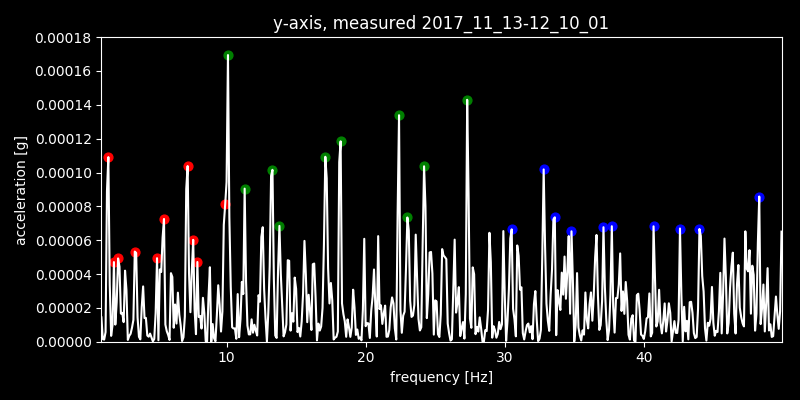 y-axis, measured 2017_11_13-12_10_01
0.00018
0.00016
0.00014
0.00012
0.00010
0.00008
0.00006
0.00004
0.00002
0.00000
acceleration [g]
10 20 30 40
frequency [Hz]